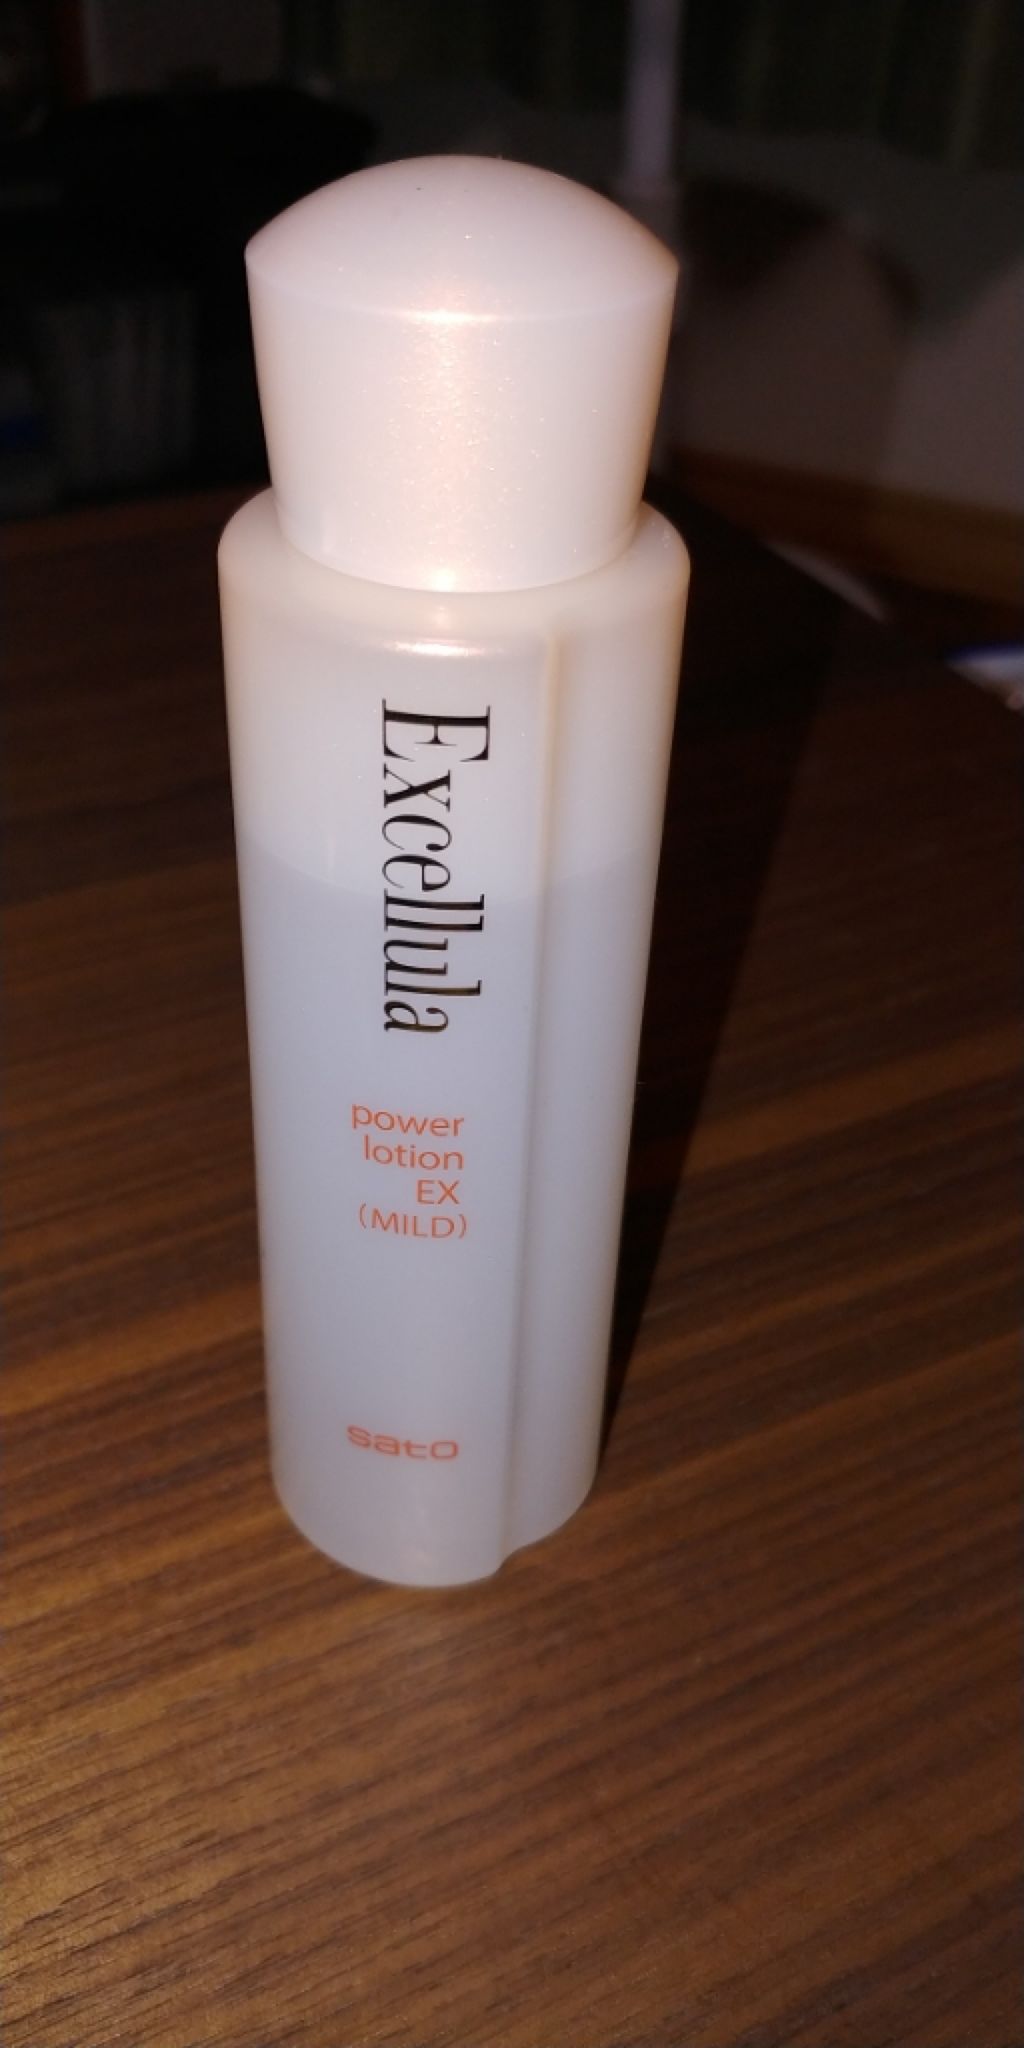 Excellula
power
lotion
EX
(MILD)
sato